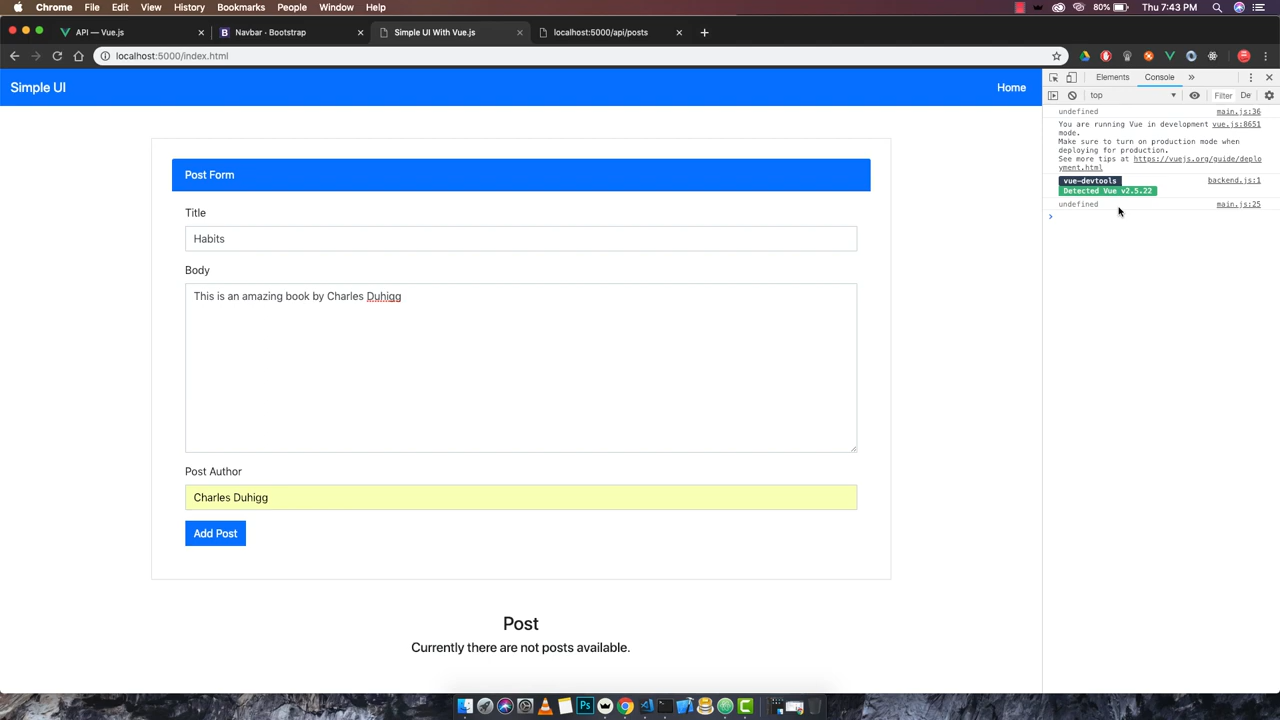 Chrome File Edit View History Bookmarks People Window Help 80% Thu 7:43 PM
API — Vue.js Navbar · Bootstrap Simple UI With Vue.js localhost:5000/api/posts
localhost:5000/index.html
Simple UI Home
Post Form
Title
Habits
Body
This is an amazing book by Charles Duhigg
Post Author
Charles Duhigg
Add Post
Post
Currently there are not posts available.
Elements Console »
top Filter De
undefined main.js:36
You are running Vue in development vue.js:8651
mode.
Make sure to turn on production mode when
deploying for production.
See more tips at https://vuejs.org/guide/deplo
yment.html
vue-devtools backend.js:1
Detected Vue v2.5.22
undefined main.js:25
Ps